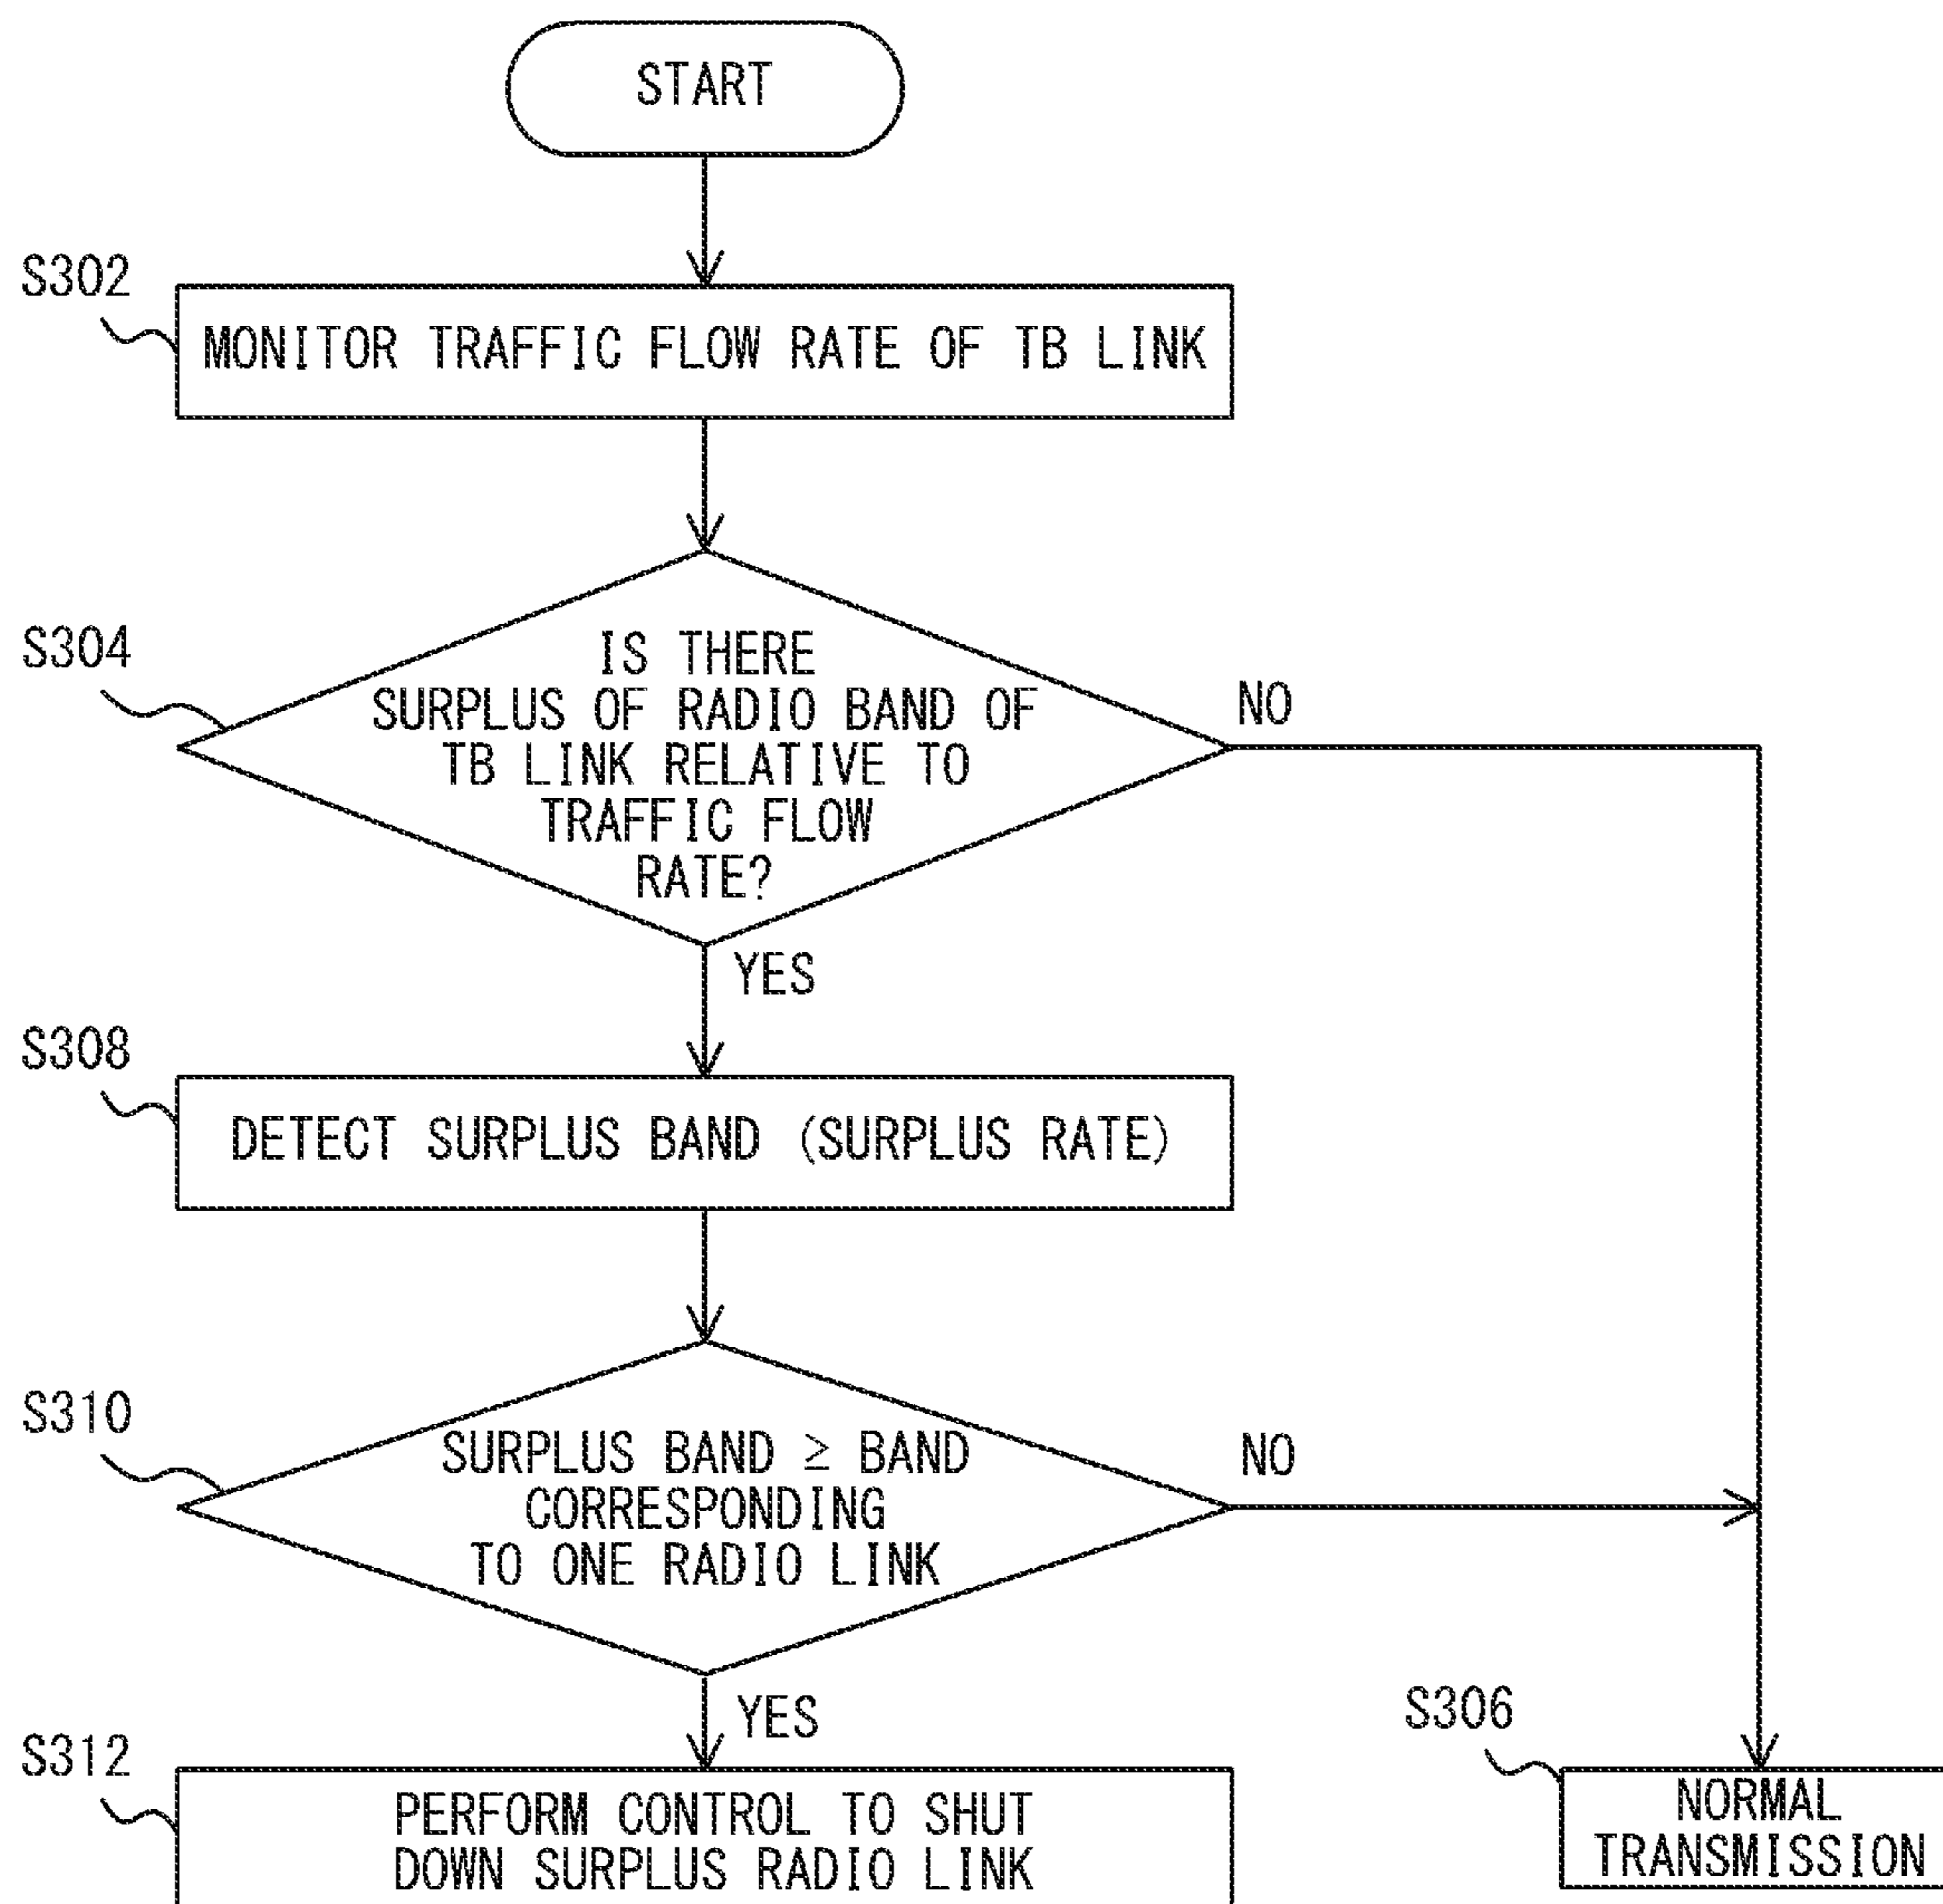 START
S302
MONITOR TRAFFIC FLOW RATE OF TB LINK
S304
IS THERE
SURPLUS OF RADIO BAND OF
TB LINK RELATIVE TO
TRAFFIC FLOW
RATE?
NO
YES
S308
DETECT SURPLUS BAND (SURPLUS RATE)
S310
SURPLUS BAND ≥ BAND
CORRESPONDING
TO ONE RADIO LINK
NO
YES
S312
PERFORM CONTROL TO SHUT
DOWN SURPLUS RADIO LINK
S306
NORMAL
TRANSMISSION